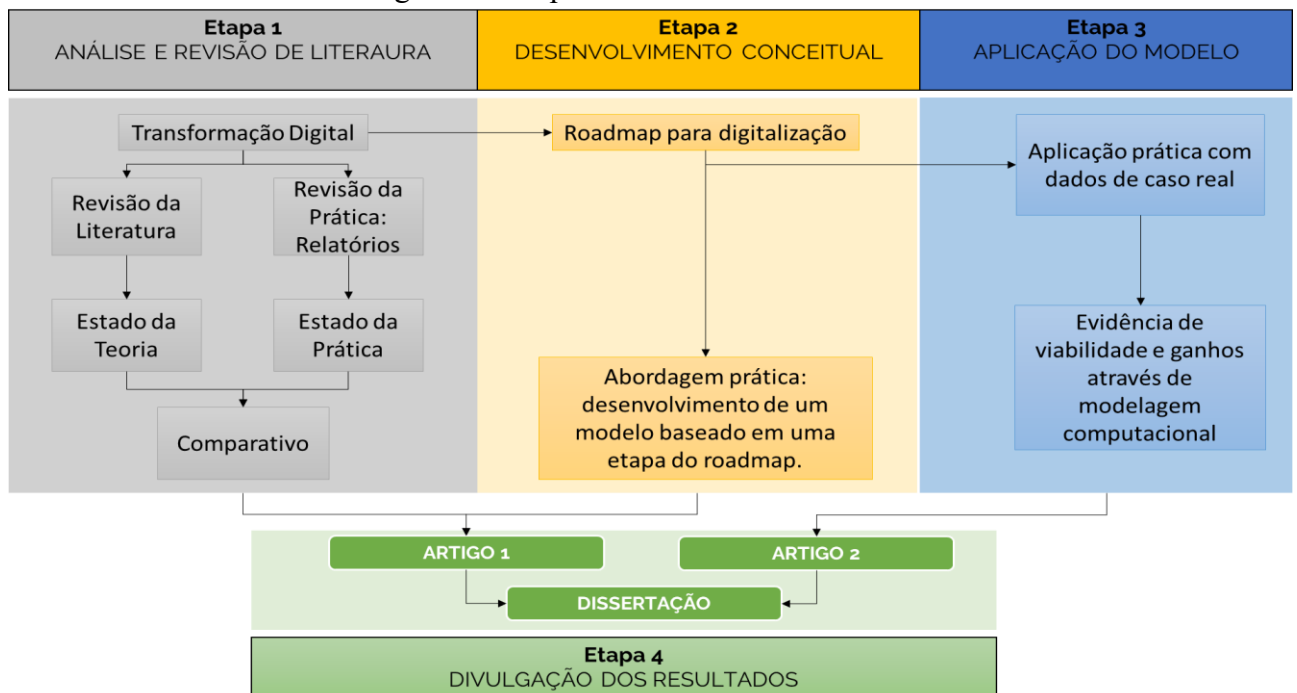 Etapa 1
ANÁLISE E REVISÃO DE LITERAURA
Etapa 2
DESENVOLVIMENTO CONCEITUAL
Etapa 3
APLICAÇÃO DO MODELO
Transformação Digital
Revisão da
Literatura
Revisão da
Prática:
Relatórios
Estado da
Teoria
Estado da
Prática
Comparativo
Roadmap para digitalização
Abordagem prática:
desenvolvimento de um
modelo baseado em uma
etapa do roadmap.
Aplicação prática com
dados de caso real
Evidência de
viabilidade e ganhos
através de
modelagem
computacional
ARTIGO 1
ARTIGO 2
DISSERTAÇÃO
Etapa 4
DIVULGAÇÃO DOS RESULTADOS